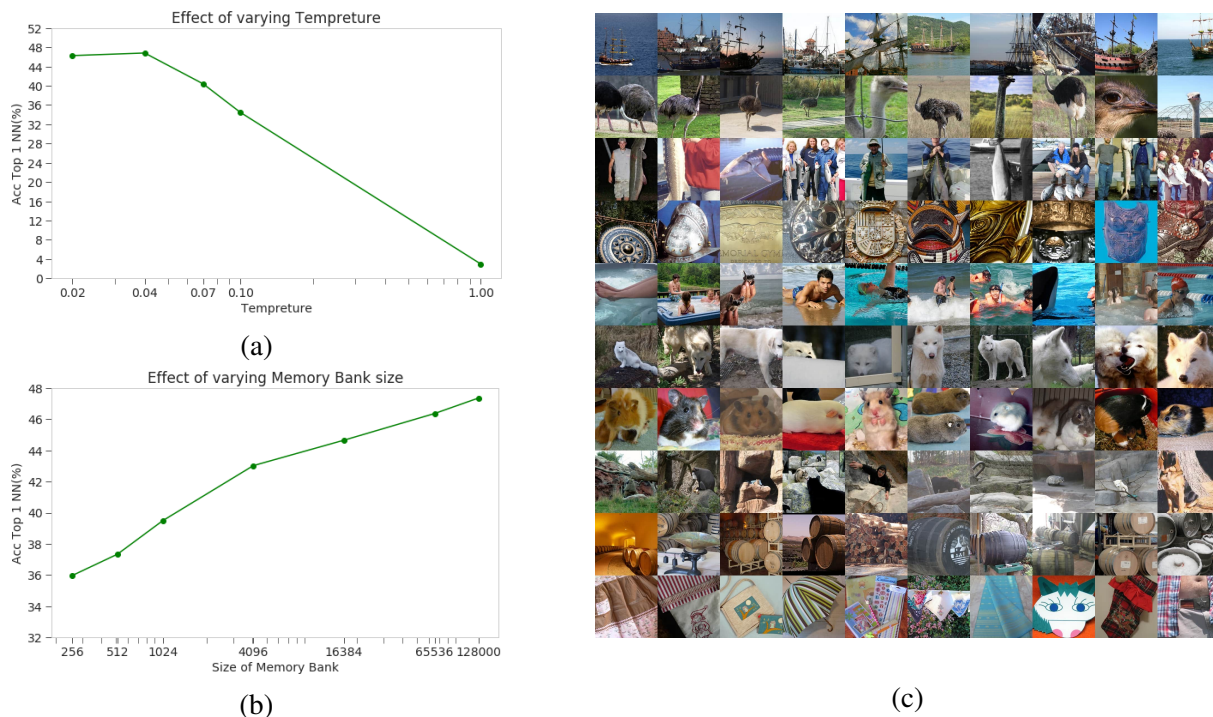 Effect of varying Tempreture
Acc Top 1 NN(%)
52
48
44
40
36
32
28
24
20
16
12
8
4
0
0.02 0.04 0.07 0.10 1.00
Tempreture
(a)
Effect of varying Memory Bank size
Acc Top 1 NN(%)
48
46
44
42
40
38
36
34
32
256 512 1024 4096 16384 65536 128000
Size of Memory Bank
(b)
(c)